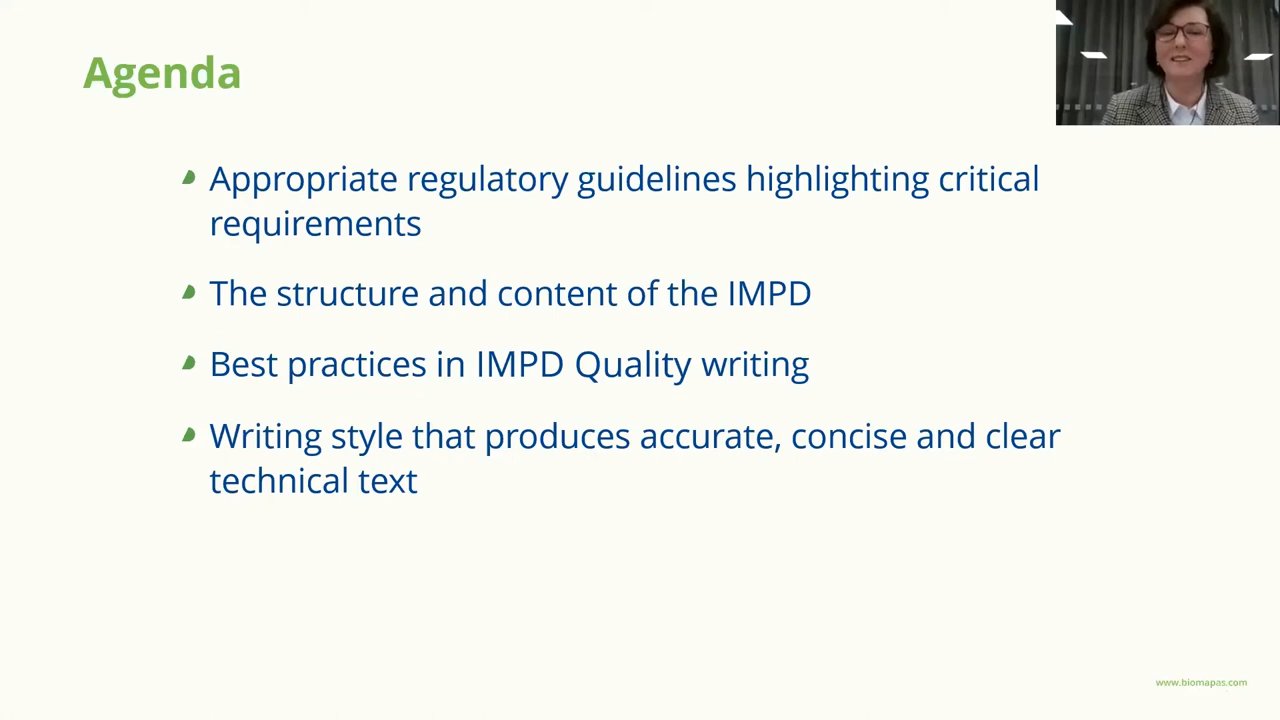 Agenda
Appropriate regulatory guidelines highlighting critical
requirements
The structure and content of the IMPD
Best practices in IMPD Quality writing
Writing style that produces accurate, concise and clear
technical text
www.biomapas.com